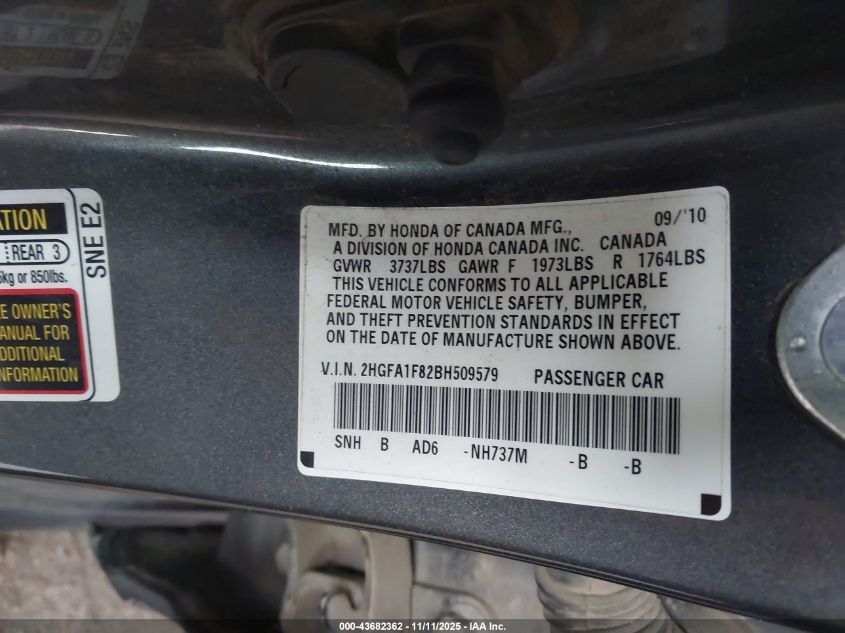 ATION
REAR 3
kg or 850lbs.
E OWNER'S
ANUAL FOR
DDITIONAL
NFORMATION
SNE E2
09/'10
MFD. BY HONDA OF CANADA MFG.,
A DIVISION OF HONDA CANADA INC. CANADA
GVWR 3737LBS GAWR F 1973LBS R 1764LBS
THIS VEHICLE CONFORMS TO ALL APPLICABLE
FEDERAL MOTOR VEHICLE SAFETY, BUMPER,
AND THEFT PREVENTION STANDARDS IN EFFECT
ON THE DATE OF MANUFACTURE SHOWN ABOVE.
V.I.N. 2HGFA1F82BH509579 PASSENGER CAR
SNH B AD6 -NH737M -B -B
000-43682362 - 11/11/2025 - IAA Inc.